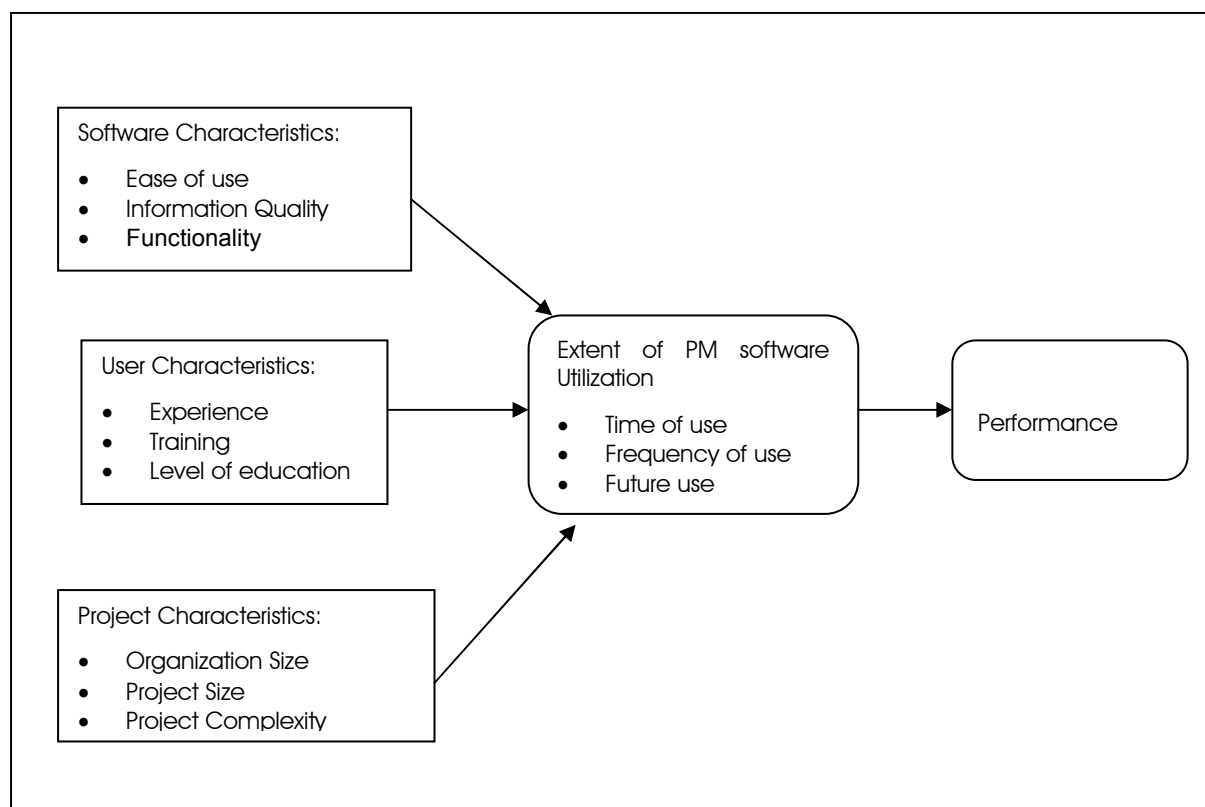 Software Characteristics:
• Ease of use
• Information Quality
• Functionality
User Characteristics:
• Experience
• Training
• Level of education
Project Characteristics:
• Organization Size
• Project Size
• Project Complexity
Extent of PM software
Utilization
• Time of use
• Frequency of use
• Future use
Performance